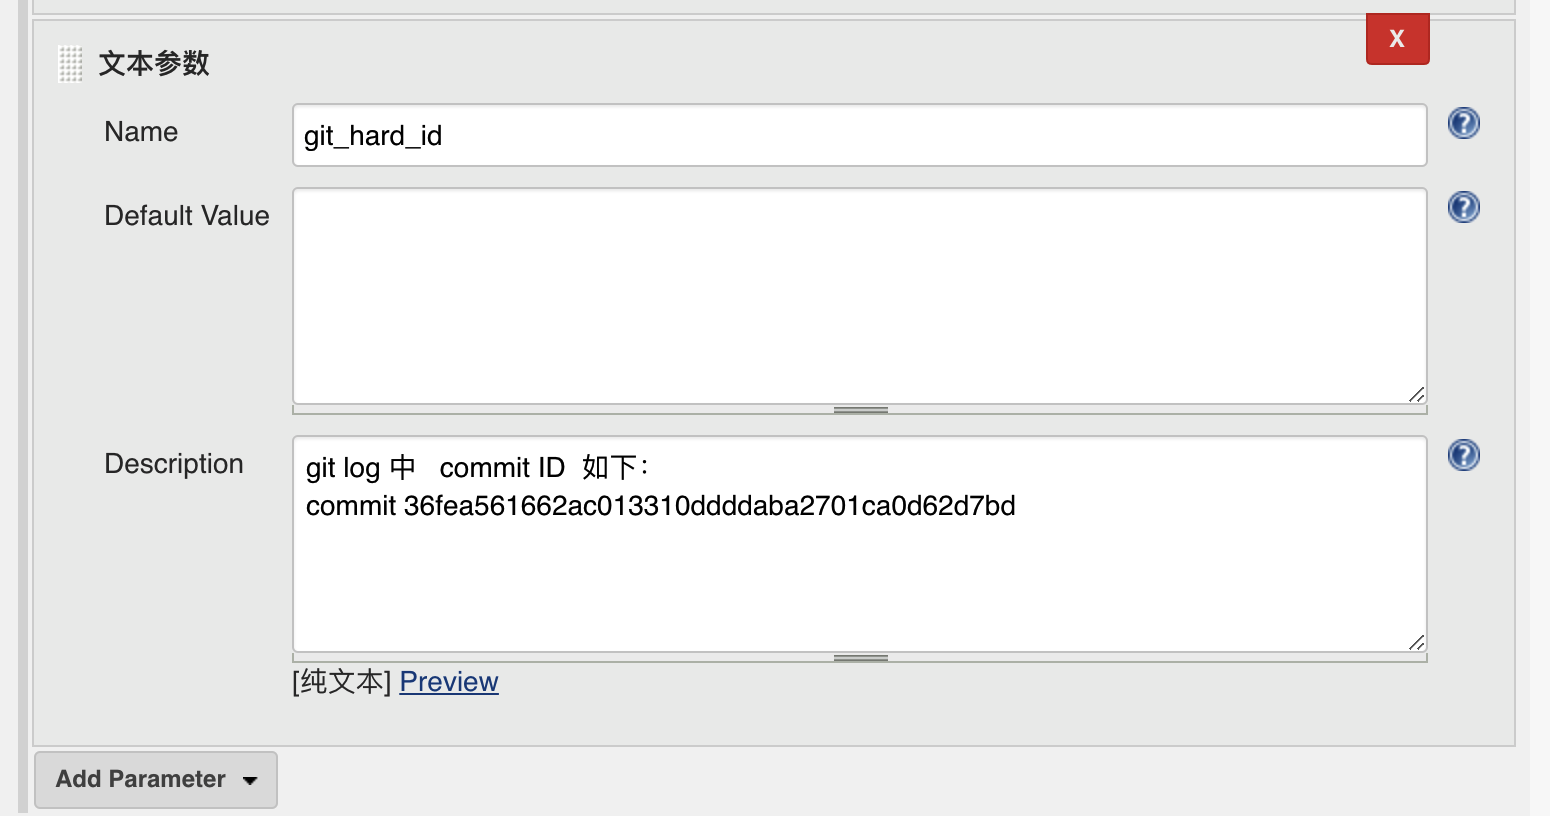 X
文本参数
Name
git_hard_id
?
Default Value
?
Description
git log 中 commit ID 如下：
commit 36fea561662ac013310ddddaba2701ca0d62d7bd
?
[纯文本] Preview
Add Parameter